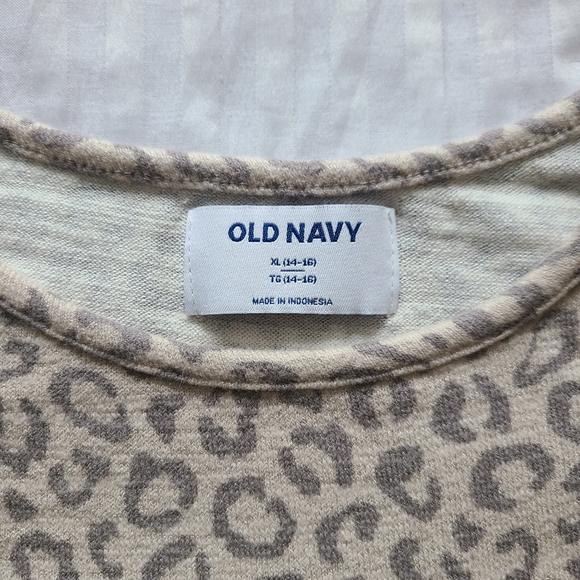 OLD NAVY
XL (14-16)
TG (14-16)
MADE IN INDONESIA